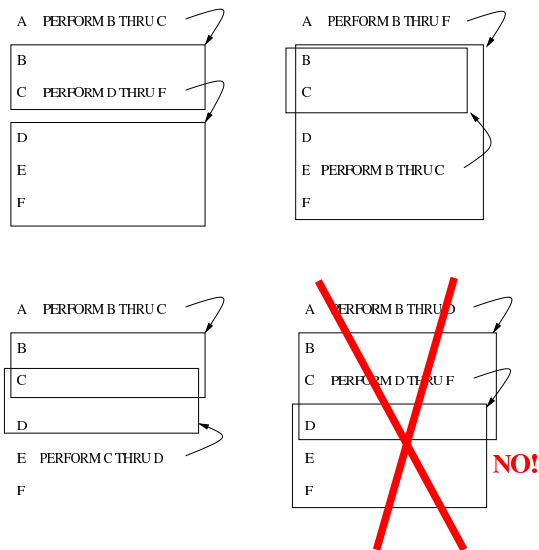 A PERFORM B THRU C
B
C PERFORM D THRU F
D
E
F
A PERFORM B THRU F
B
C
D
E PERFORM B THRU C
F
A PERFORM B THRU C
B
C
D
E PERFORM C THRU D
F
A PERFORM B THRU D
B
C PERFORM D THRU F
D
E
F
NO!